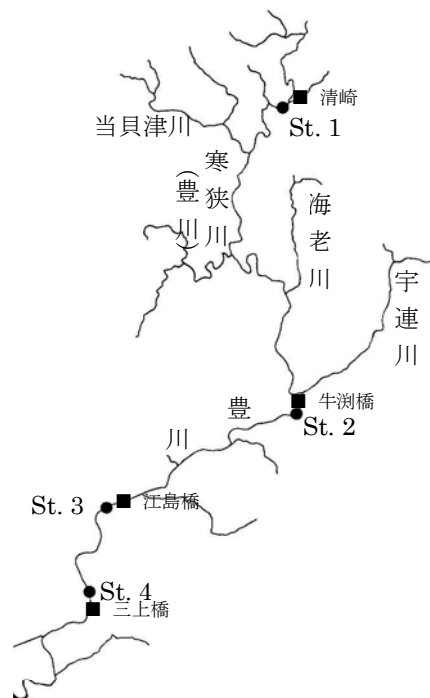 清崎
St. 1
当貝津川
寒狭川
(豊川)
海老川
宇連川
牛渕橋
St. 2
豊川
St. 3
江島橋
St. 4
三上橋